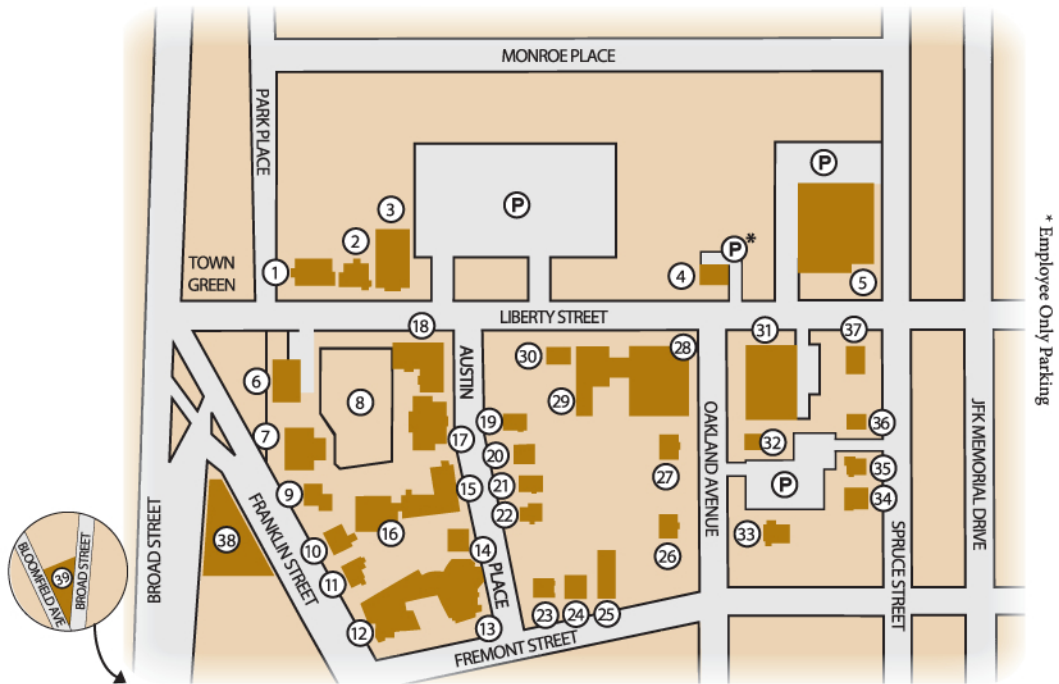 MONROE PLACE
PARK PLACE
P
P
3
2
P*
TOWN
GREEN
1
4
5
* Employee Only Parking
LIBERTY STREET
18
31
37
30
28
AUSTIN
PLACE
6
8
29
OAKLAND AVENUE
JFK MEMORIAL DRIVE
19
36
7
17
32
20
27
35
15
21
P
9
34
22
FRANKLIN STREET
16
38
33
26
SPRUCE STREET
10
14
BROAD STREET
BLOOMFIELD AVE
39
BROAD STREET
11
23
24
25
13
12
FREMONT STREET